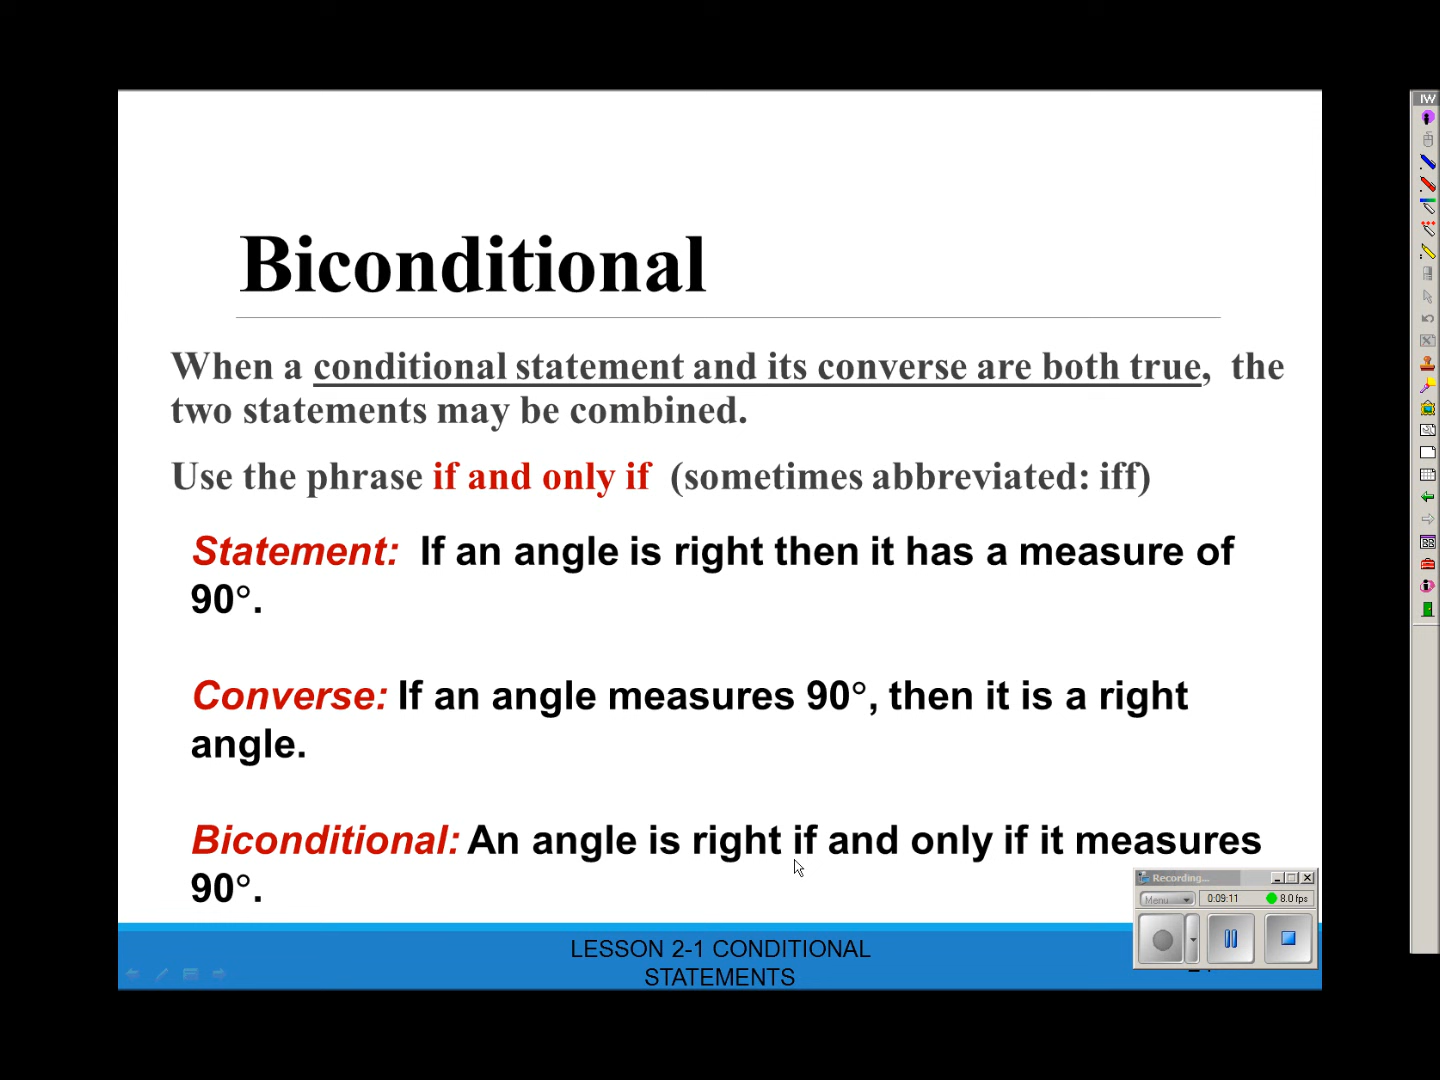 IW
Biconditional
When a conditional statement and its converse are both true, the
two statements may be combined.
Use the phrase if and only if (sometimes abbreviated: iff)
Statement: If an angle is right then it has a measure of
90°.
Converse: If an angle measures 90°, then it is a right
angle.
Biconditional: An angle is right if and only if it measures
90°.
Recording...
Menu 0:09:11 8.0 fps
LESSON 2-1 CONDITIONAL
STATEMENTS